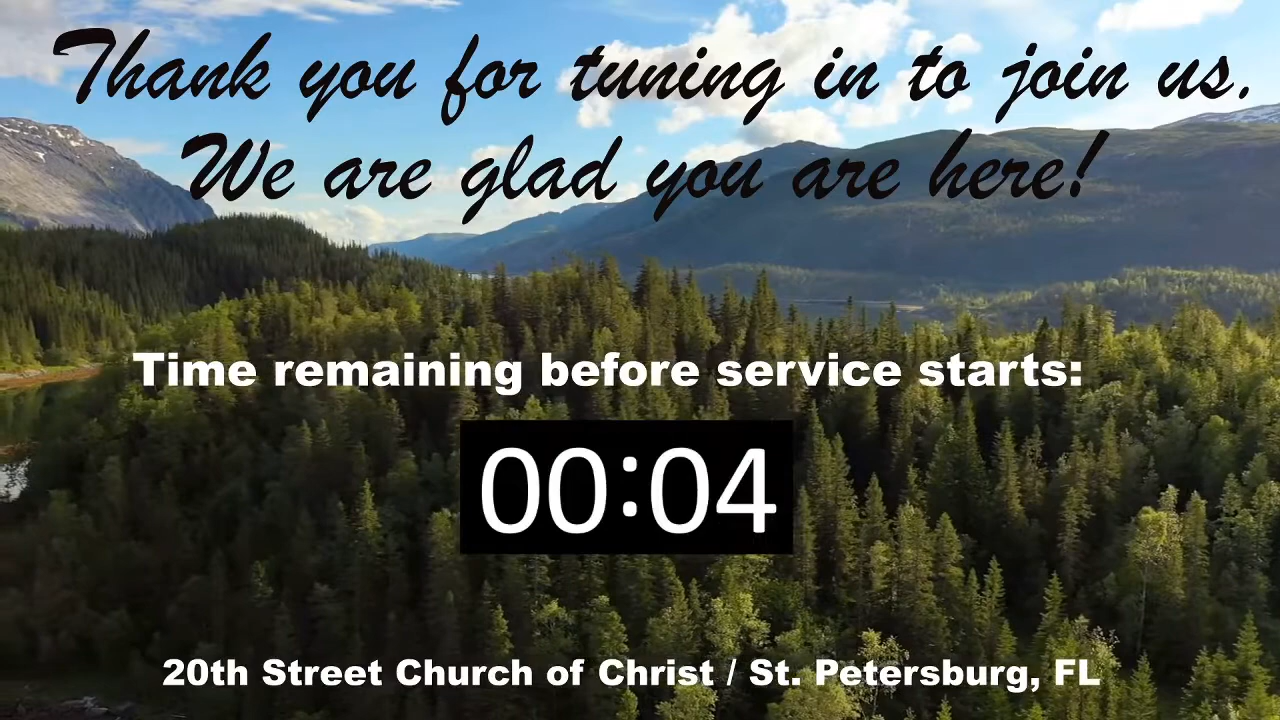 Thank you for tuning in to join us.
We are glad you are here!
Time remaining before service starts:
00:04
20th Street Church of Christ / St. Petersburg, FL